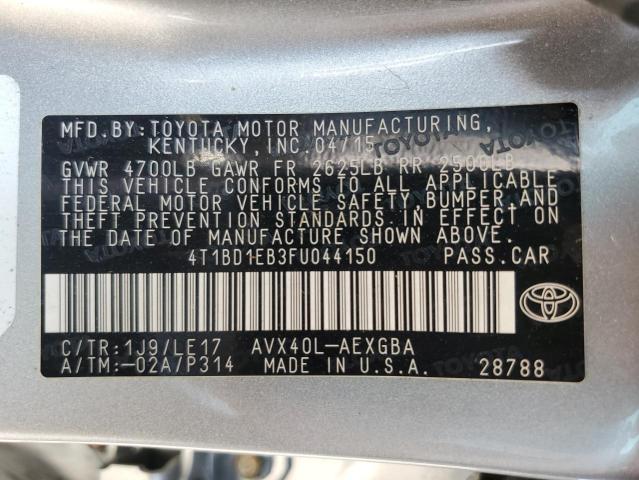 MFD.BY:TOYOTA MOTOR MANUFACTURING,
KENTUCKY, INC. 04/15
GVWR 4700LB GAWR FR 2625LB RR 2500LB
THIS VEHICLE CONFORMS TO ALL APPLICABLE
FEDERAL MOTOR VEHICLE SAFETY BUMPER AND
THEFT PREVENTION STANDARDS IN EFFECT ON
THE DATE OF MANUFACTURE SHOWN ABOVE.
4T1BD1EB3FU044150 PASS.CAR
C/TR:1J9/LE17 AVX40L-AEXGBA
A/TM:-02A/P314 MADE IN U.S.A. 28788